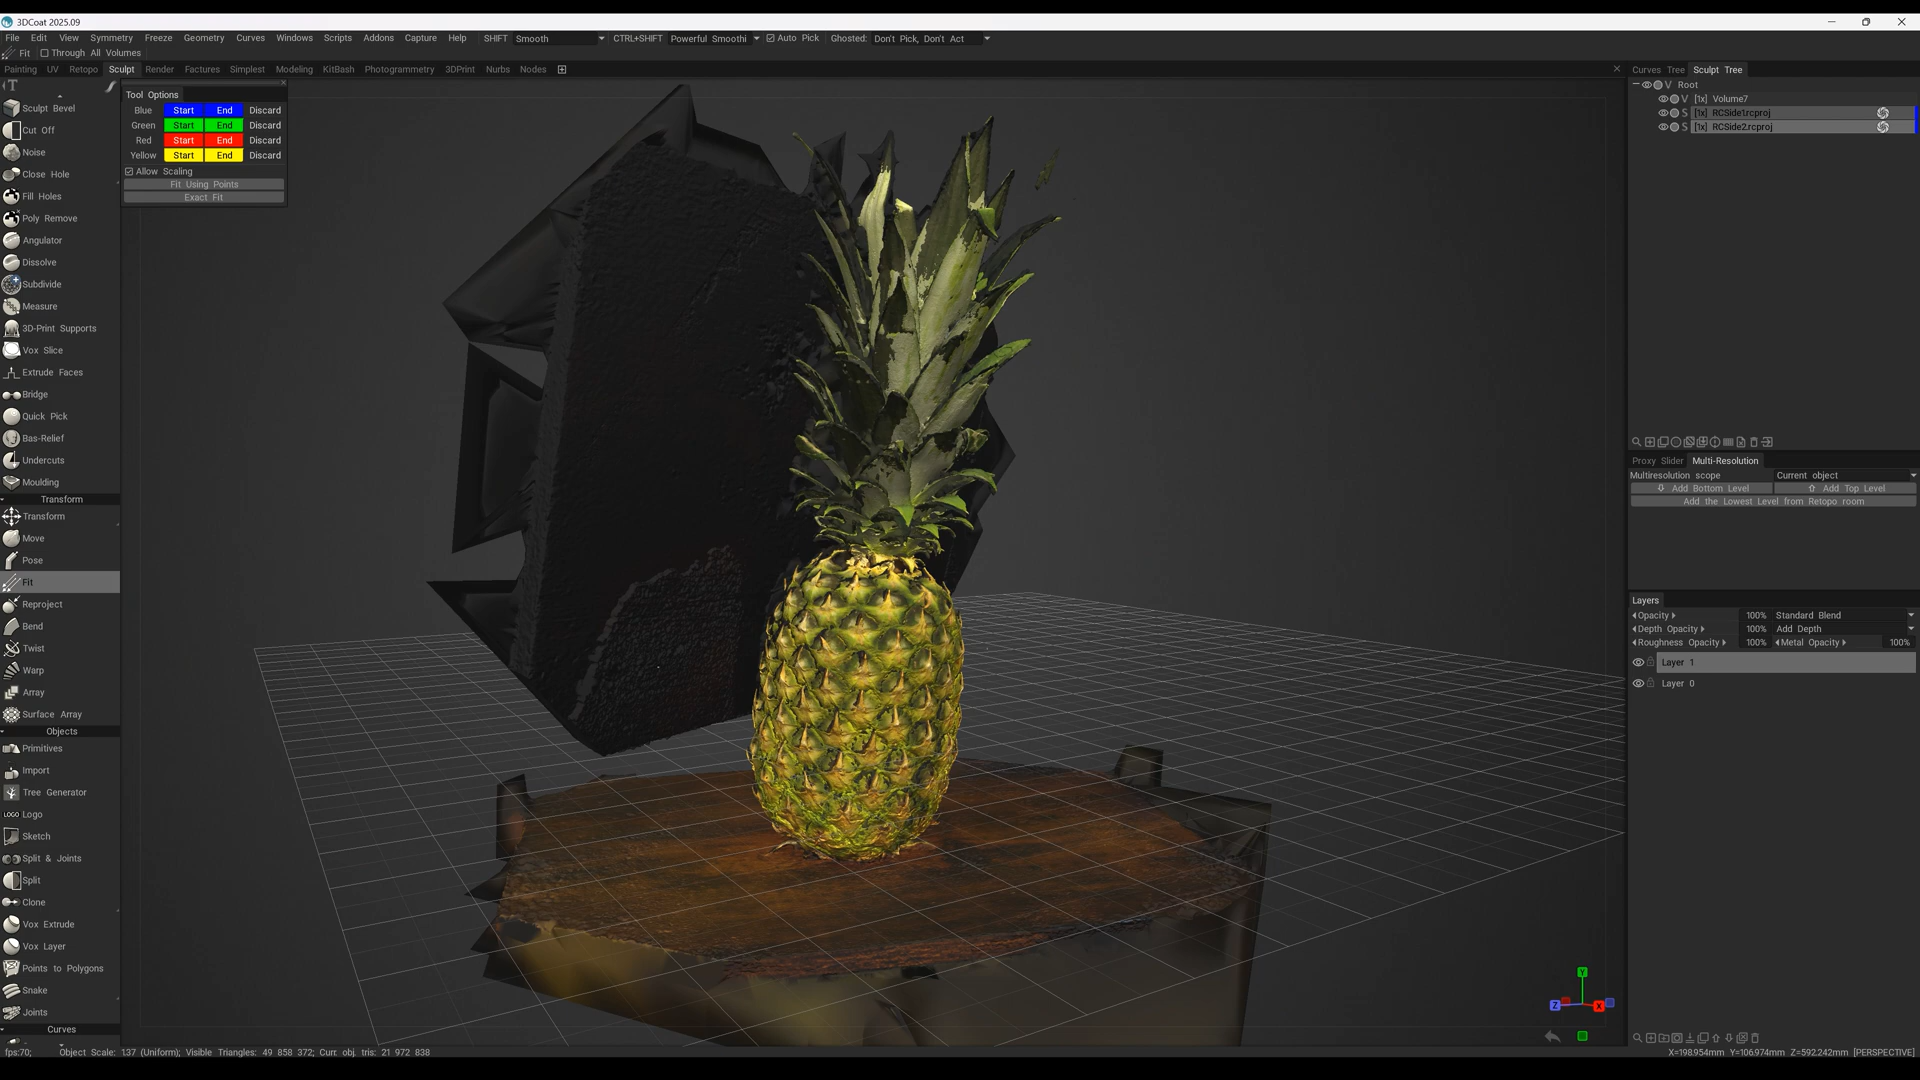 3DCoat 2025.09
File Edit View Symmetry Freeze Geometry Curves Windows Scripts Addons Capture Help SHIFT Smooth CTRL+SHIFT Powerful Smoothi Auto Pick Ghosted: Don't Pick, Don't Act
Fit Through All Volumes
Painting UV Retopo Sculpt Render Factures Simplest Modeling KitBash Photogrammetry 3DPrint Nurbs Nodes
Curves Tree Sculpt Tree
Root
V [1x] Volume7
S [1x] RCSide1.rcproj
S [1x] RCSide2.rcproj
Tool Options
Blue Start End Discard
Green Start End Discard
Red Start End Discard
Yellow Start End Discard
Allow Scaling
Fit Using Points
Exact Fit
Sculpt Bevel
Cut Off
Noise
Close Hole
Fill Holes
Poly Remove
Angulator
Dissolve
Subdivide
Measure
3D-Print Supports
Vox Slice
Extrude Faces
Bridge
Quick Pick
Bas-Relief
Undercuts
Moulding
Transform
Transform
Move
Pose
Fit
Reproject
Bend
Twist
Warp
Array
Surface Array
Objects
Primitives
Import
Tree Generator
LOGO Logo
Sketch
Split & Joints
Split
Clone
Vox Extrude
Vox Layer
Points to Polygons
Snake
Joints
Curves
Proxy Slider Multi-Resolution
Multiresolution scope Current object
Add Bottom Level Add Top Level
Add the Lowest Level from Retopo room
Layers
Opacity 100% Standard Blend
Depth Opacity 100% Add Depth
Roughness Opacity 100% Metal Opacity 100%
Layer 1
Layer 0
Y
Z X
fps:70; Object Scale: 1.37 (Uniform); Visible Triangles: 49 858 372; Curr. obj. tris: 21 972 838
X=198.954mm Y=106.974mm Z=592.242mm [PERSPECTIVE]